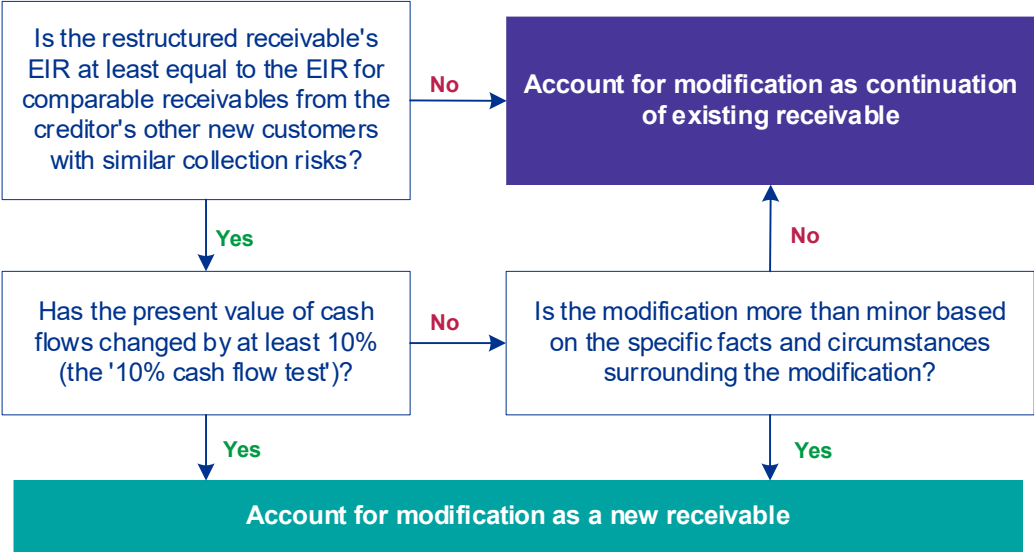 Is the restructured receivable's
EIR at least equal to the EIR for
comparable receivables from the
creditor's other new customers
with similar collection risks?
No
Account for modification as continuation
of existing receivable
Yes
No
Has the present value of cash
flows changed by at least 10%
(the '10% cash flow test')?
No
Is the modification more than minor based
on the specific facts and circumstances
surrounding the modification?
Yes
Yes
Account for modification as a new receivable